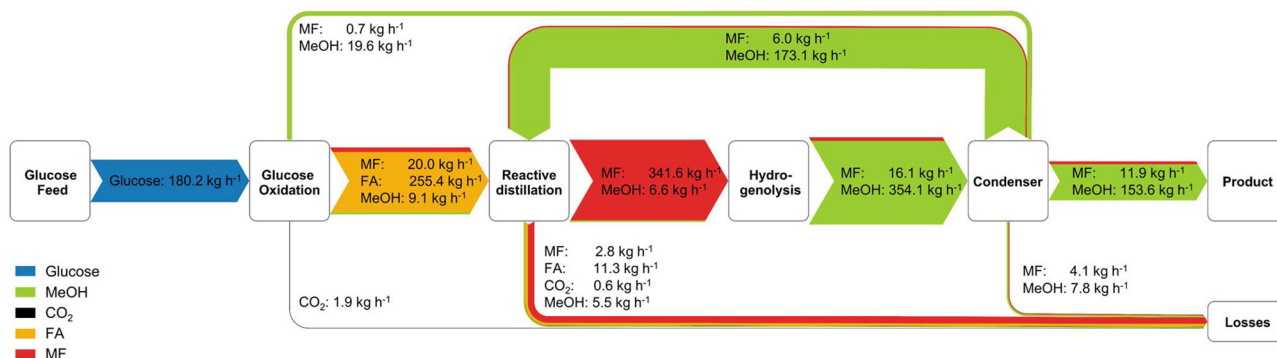 MF: 0.7 kg h⁻¹
MeOH: 19.6 kg h⁻¹
MF: 6.0 kg h⁻¹
MeOH: 173.1 kg h⁻¹
Glucose
Feed
Glucose: 180.2 kg h⁻¹
Glucose
Oxidation
MF: 20.0 kg h⁻¹
FA: 255.4 kg h⁻¹
MeOH: 9.1 kg h⁻¹
Reactive
distillation
MF: 341.6 kg h⁻¹
MeOH: 6.6 kg h⁻¹
Hydro-
genolysis
MF: 16.1 kg h⁻¹
MeOH: 354.1 kg h⁻¹
Condenser
MF: 11.9 kg h⁻¹
MeOH: 153.6 kg h⁻¹
Product
MF: 2.8 kg h⁻¹
FA: 11.3 kg h⁻¹
CO₂: 0.6 kg h⁻¹
MeOH: 5.5 kg h⁻¹
MF: 4.1 kg h⁻¹
MeOH: 7.8 kg h⁻¹
CO₂: 1.9 kg h⁻¹
Losses
Glucose
MeOH
CO₂
FA
MF